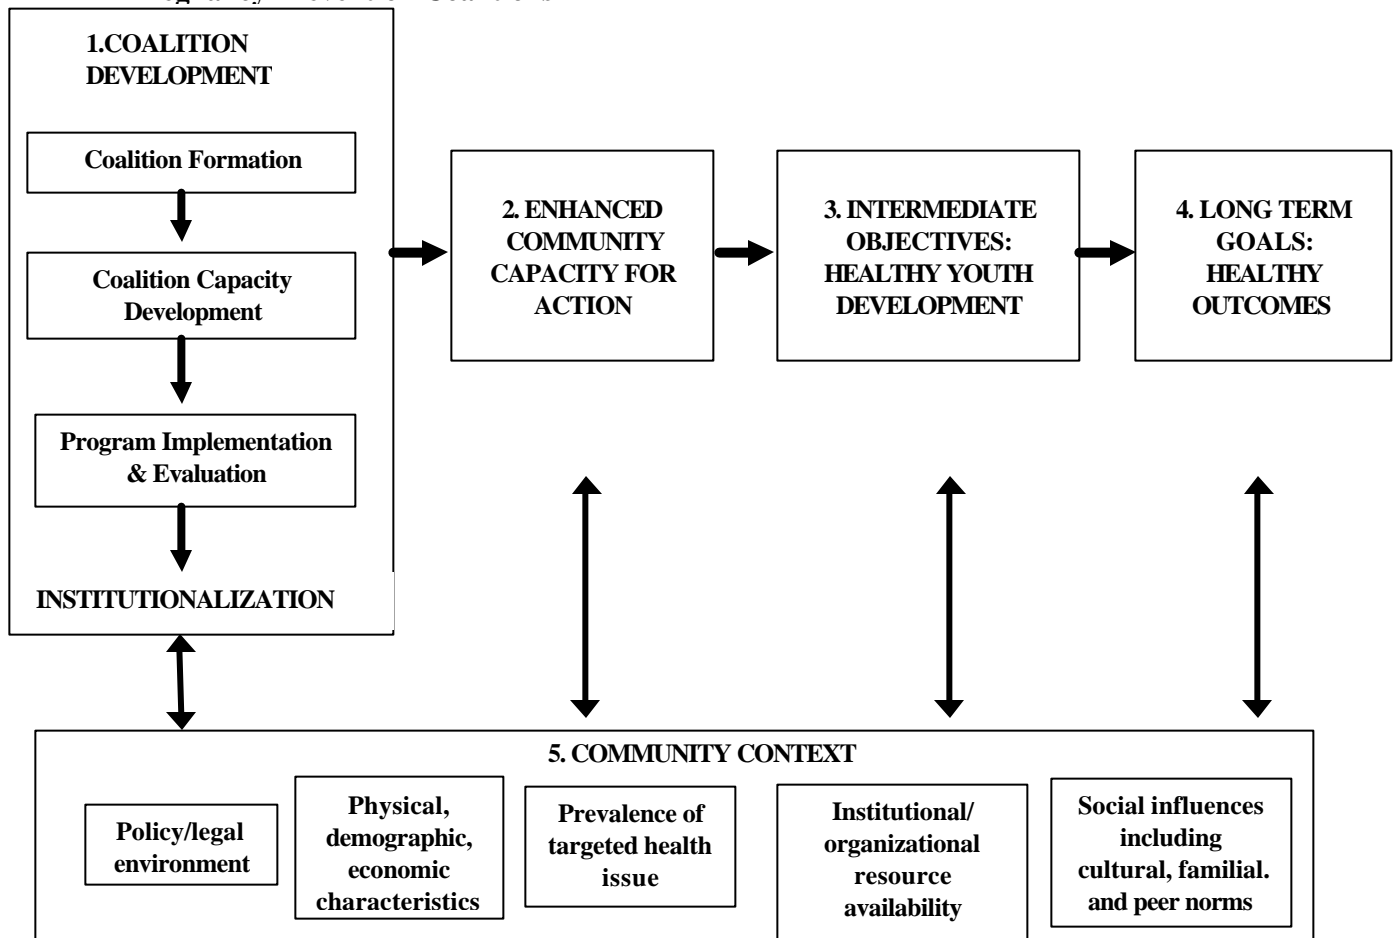 1.COALITION
DEVELOPMENT
Coalition Formation
Coalition Capacity
Development
Program Implementation
& Evaluation
INSTITUTIONALIZATION
2. ENHANCED
COMMUNITY
CAPACITY FOR
ACTION
3. INTERMEDIATE
OBJECTIVES:
HEALTHY YOUTH
DEVELOPMENT
4. LONG TERM
GOALS:
HEALTHY
OUTCOMES
5. COMMUNITY CONTEXT
Policy/legal
environment
Physical,
demographic,
economic
characteristics
Prevalence of
targeted health
issue
Institutional/
organizational
resource
availability
Social influences
including
cultural, familial.
and peer norms